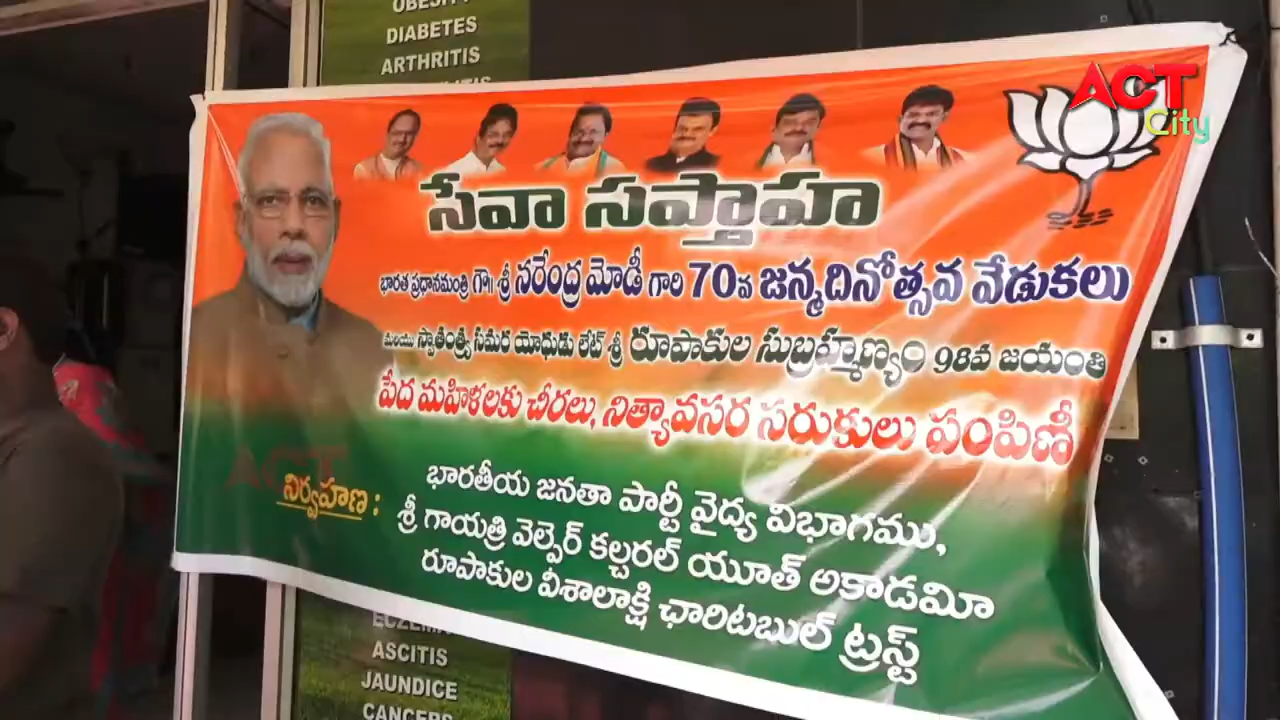 OBESITY
DIABETES
ARTHRITIS
ACT
City
సేవా సప్తాహ
భారత ప్రధానమంత్రి గౌ॥ శ్రీ నరేంద్ర మోడీ గారి 70వ జన్మదినోత్సవ వేడుకలు
మరియు స్వాతంత్ర్య సమర యోధుడు లేట్ శ్రీ రూపాకుల సుబ్రహ్మణ్యం 98వ జయంతి
పేద మహిళలకు చీరలు, నిత్యావసర సరుకులు పంపిణీ
ACT
నిర్వహణ :
భారతీయ జనతా పార్టీ వైద్య విభాగము,
శ్రీ గాయత్రి వెల్ఫేర్ కల్చరల్ యూత్ అకాడమీ
రూపాకుల విశాలాక్షి ఛారిటబుల్ ట్రస్ట్
ECZEMA
ASCITIS
JAUNDICE
CANCERS